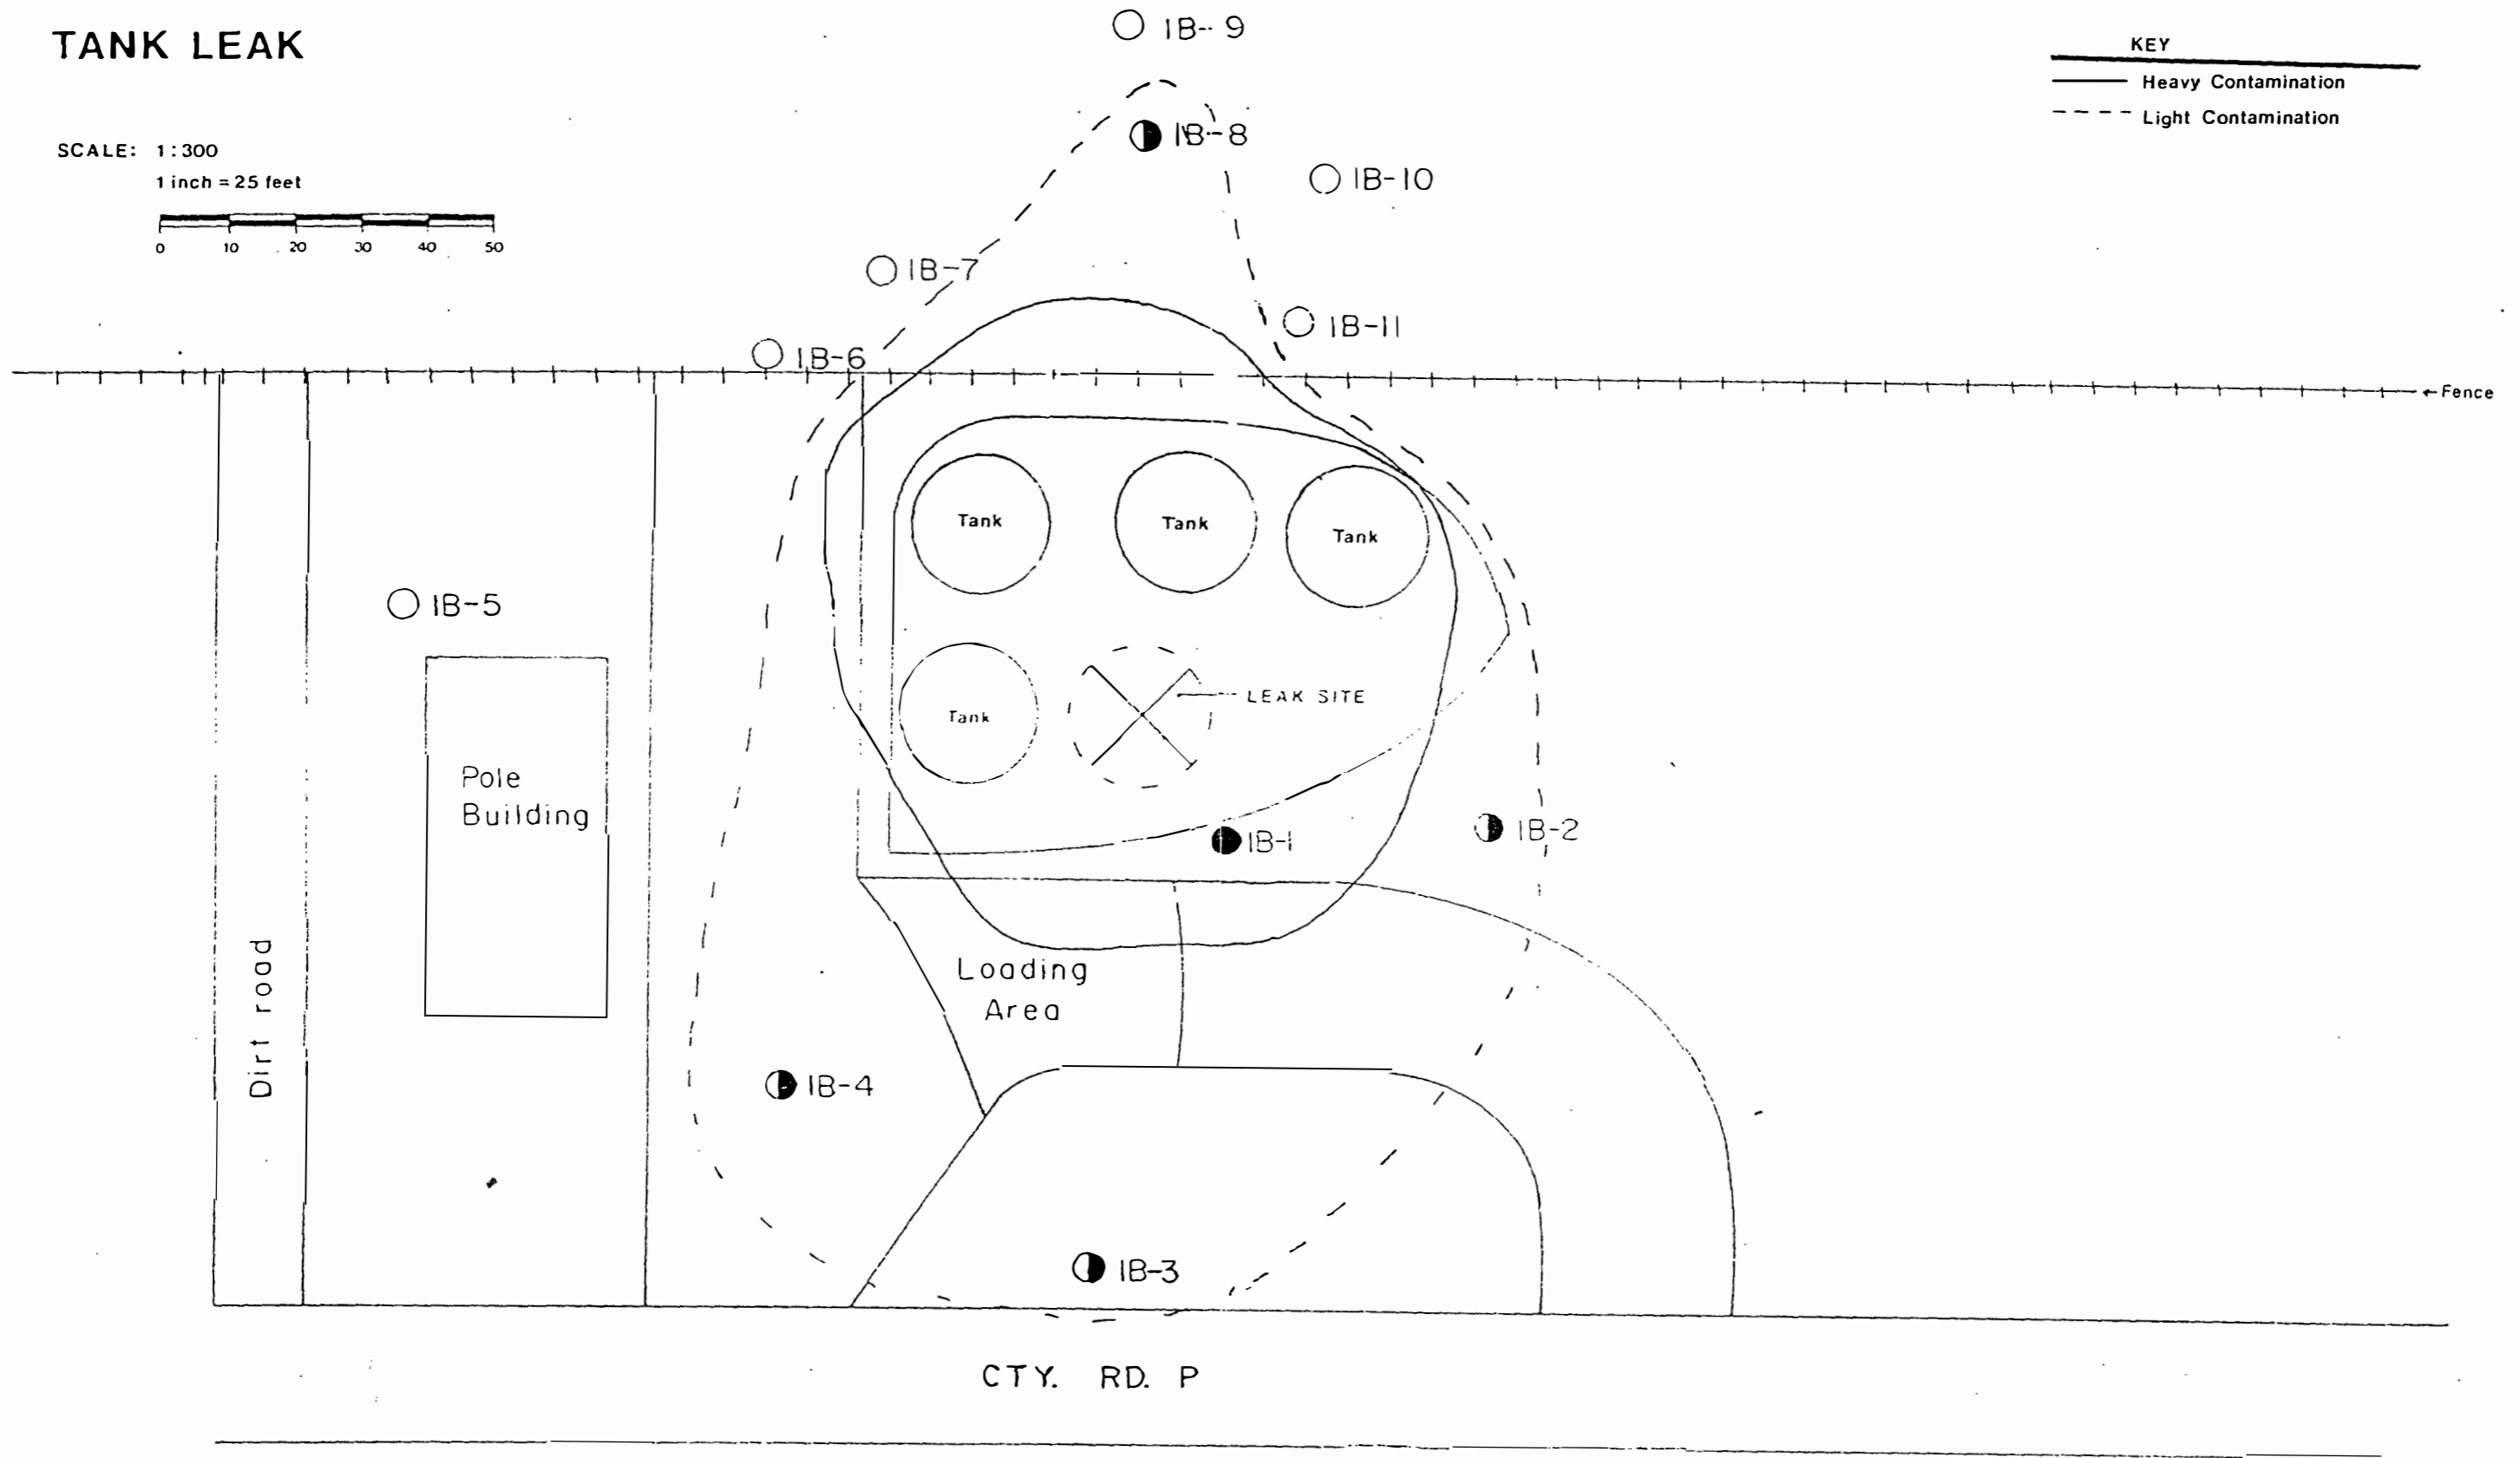 TANK LEAK
IB-9
KEY
Heavy Contamination
Light Contamination
IB-8
SCALE: 1:300
1 inch = 25 feet
0 10 20 30 40 50
IB-10
IB-7
IB-11
IB-6
←Fence
Tank
Tank
Tank
IB-5
LEAK SITE
Tank
Pole
Building
IB-1
IB-2
Dirt road
Loading
Area
IB-4
IB-3
CTY. RD. P